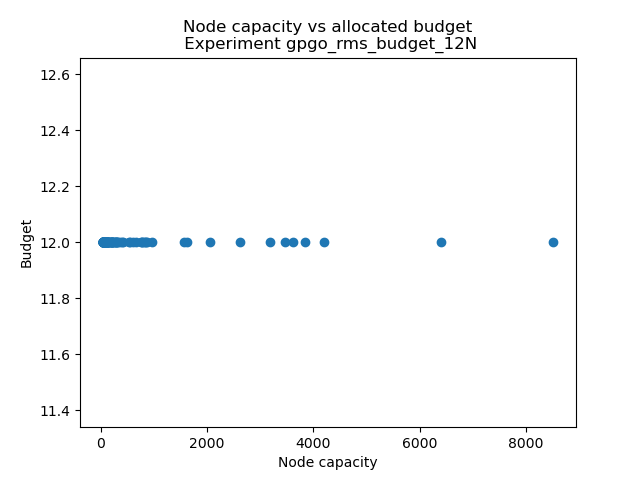 Node capacity vs allocated budget
Experiment gpgo_rms_budget_12N
12.6
12.4
12.2
12.0
11.8
11.6
11.4
Budget
0 2000 4000 6000 8000
Node capacity